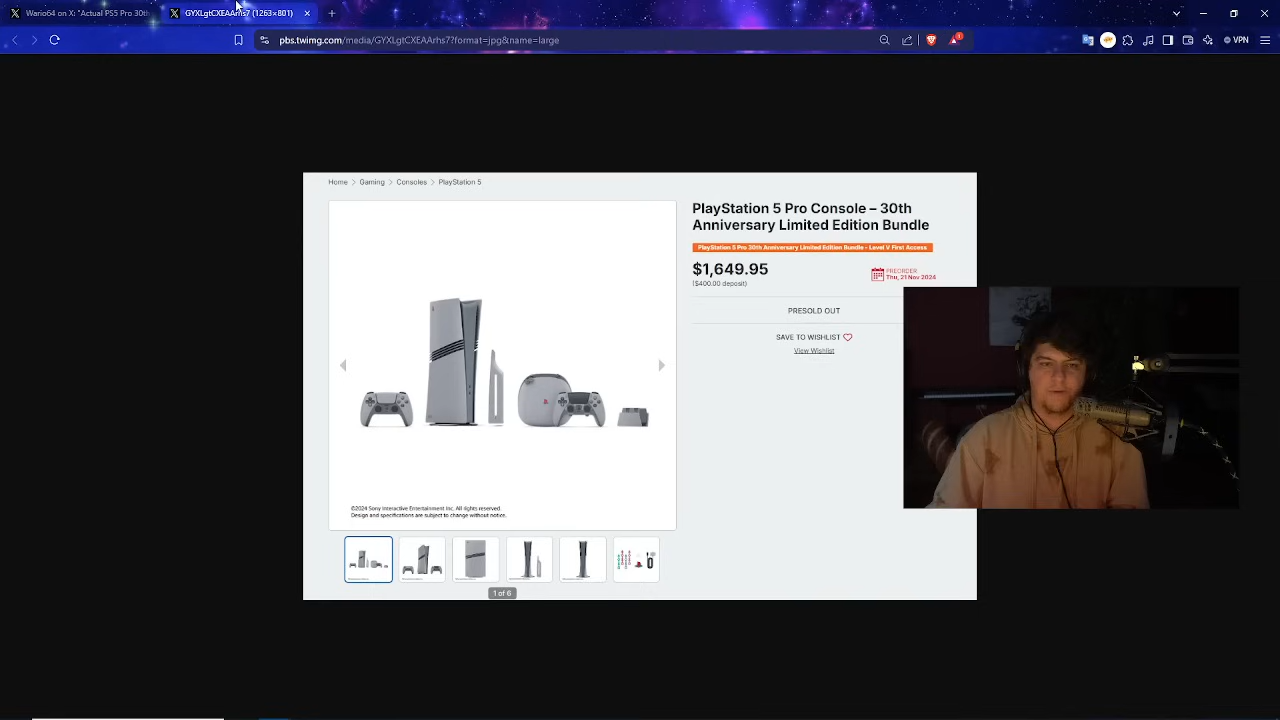 Wario64 on X: "Actual PS5 Pro 30th
GYXLgtCXEAArhs7 (1263×801)
pbs.twimg.com/media/GYXLgtCXEAArhs7?format=jpg&name=large
1
VPN
Home > Gaming > Consoles > PlayStation 5
PlayStation 5 Pro Console – 30th
Anniversary Limited Edition Bundle
PlayStation 5 Pro 30th Anniversary Limited Edition Bundle - Level V First Access
$1,649.95
($400.00 deposit)
PREORDER
Thu, 21 Nov 2024
PRESOLD OUT
SAVE TO WISHLIST
View Wishlist
©2024 Sony Interactive Entertainment Inc. All rights reserved.
Design and specifications are subject to change without notice.
1 of 6